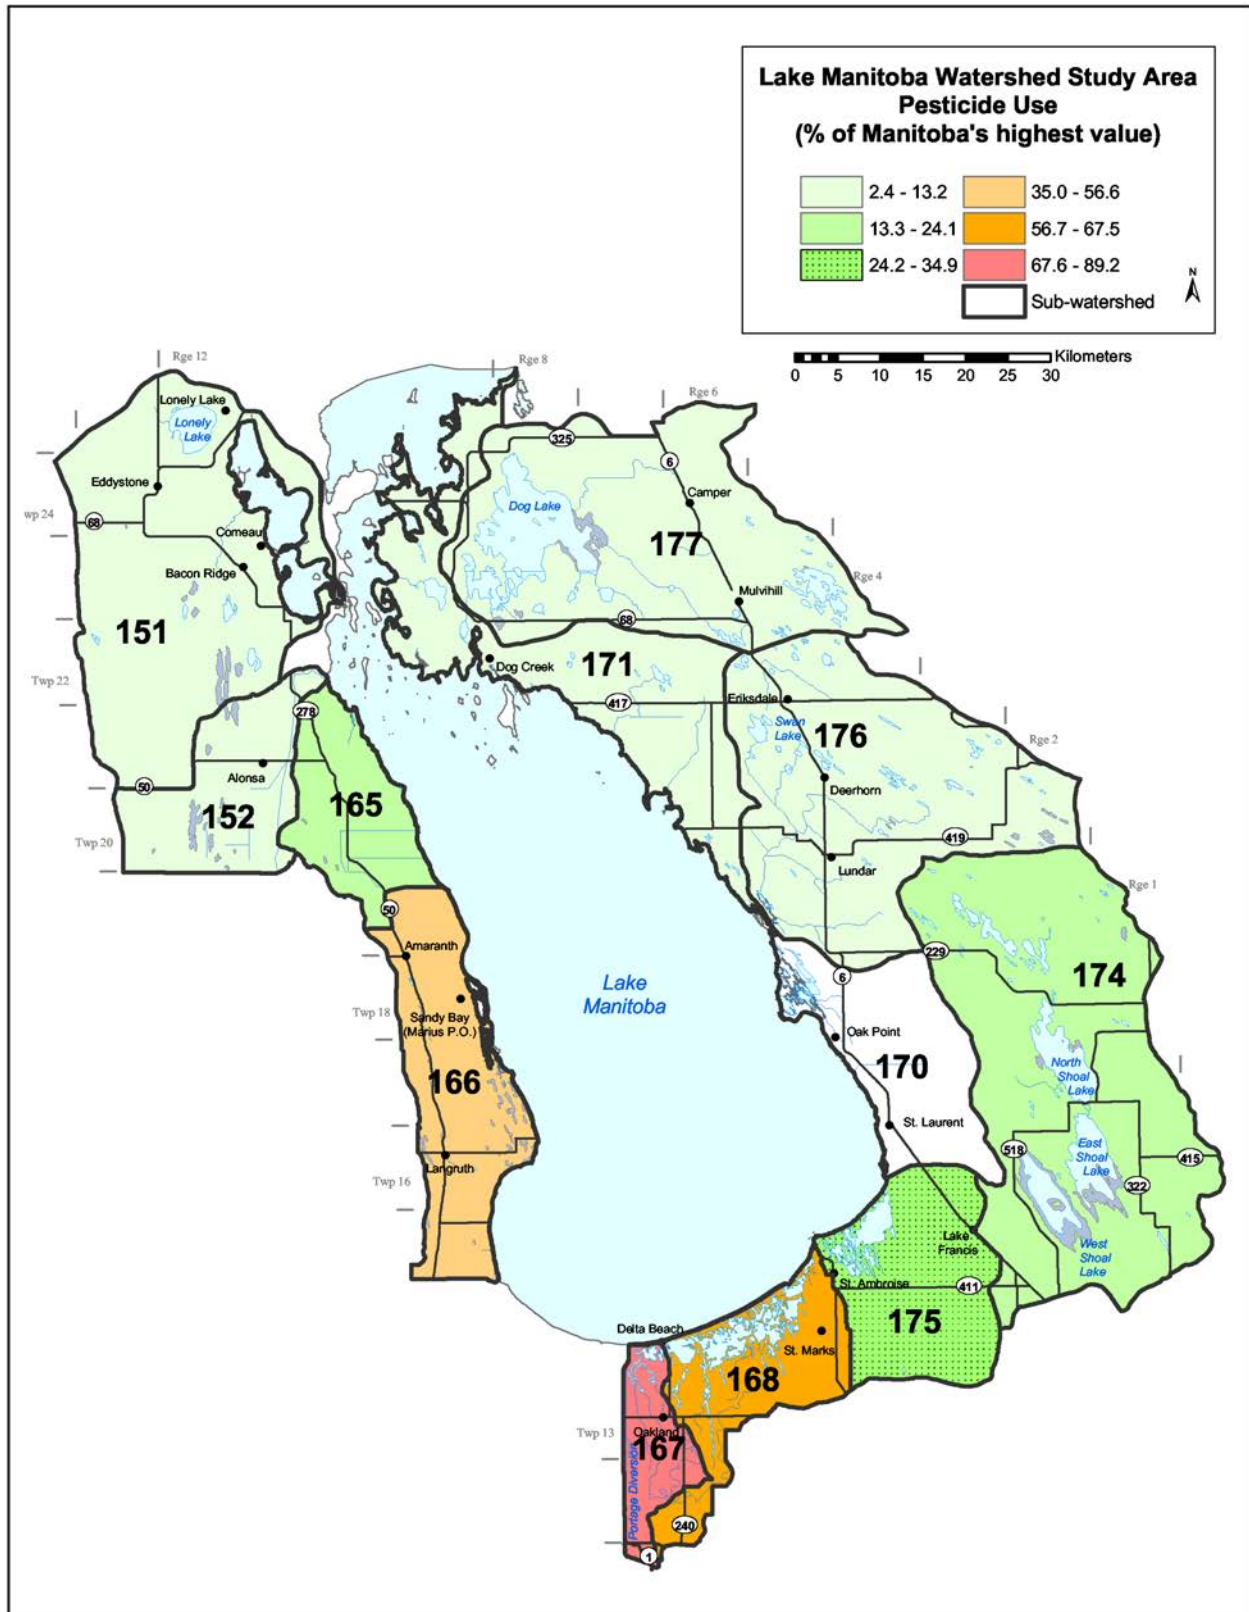 Lake Manitoba Watershed Study Area
Pesticide Use
(% of Manitoba's highest value)
2.4 - 13.2
35.0 - 56.6
13.3 - 24.1
56.7 - 67.5
24.2 - 34.9
67.6 - 89.2
Sub-watershed
N
Kilometers
0 5 10 15 20 25 30
Rge 12
Rge 8
Rge 6
Lonely Lake
Lonely
Lake
325
6
Eddystone
Camper
Dog Lake
wp 24
68
Comeau
177
Bacon Ridge
Rge 4
Mulvihill
151
68
Dog Creek
171
Twp 22
417
Eriksdale
278
Swan
Lake
176
Rge 2
Alonsa
50
Deerhorn
152
165
Twp 20
419
Lundar
Rge 1
50
Amaranth
229
174
6
Lake
Manitoba
Sandy Bay
(Marius P.O.)
Twp 18
Oak Point
170
North
Shoal
Lake
166
St. Laurent
518
East
Shoal
Lake
415
Langruth
322
Twp 16
Lake
Francis
West
Shoal
Lake
St. Ambroise
411
175
Delta Beach
St. Marks
168
Oakland
Twp 13
167
Portage Diversion
240
1